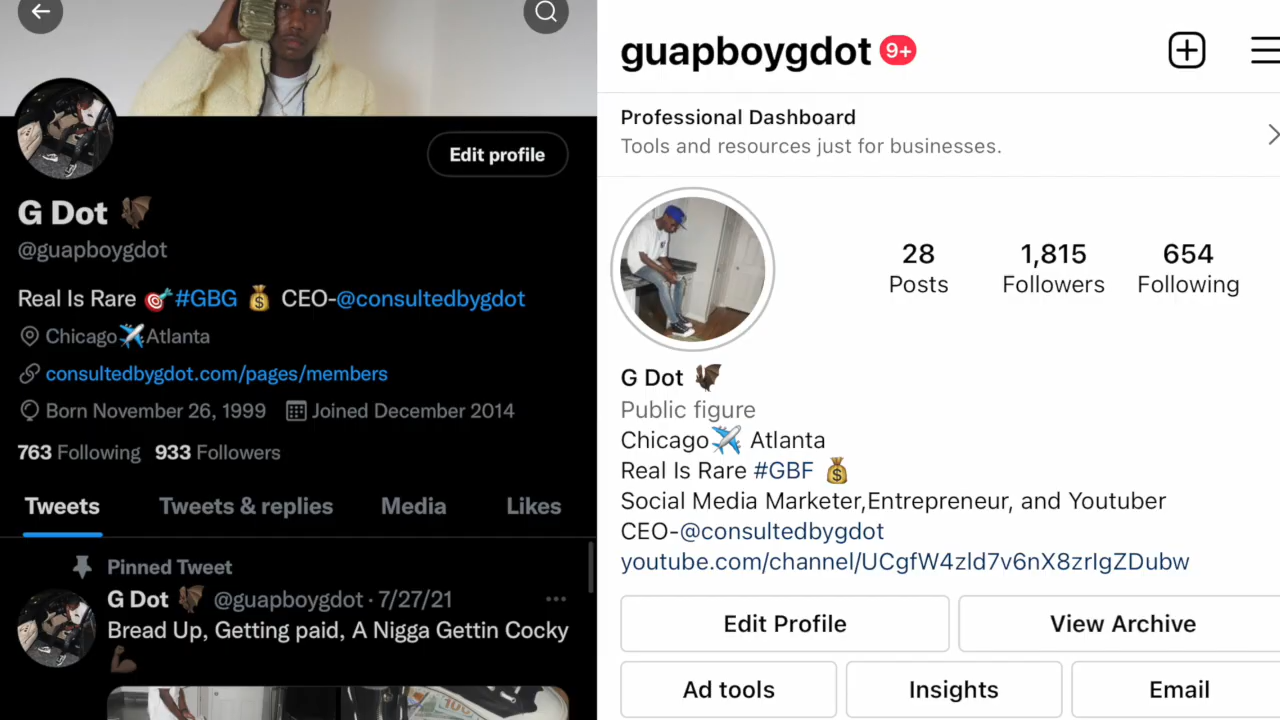 G Dot 🦇
@guapboygdot
Real Is Rare 🎯#GBG 💰 CEO-@consultedbygdot
Chicago✈️Atlanta
consultedbygdot.com/pages/members
Born November 26, 1999 Joined December 2014
763 Following 933 Followers
Edit profile
Tweets Tweets & replies Media Likes
Pinned Tweet
G Dot 🦇 @guapboygdot · 7/27/21
Bread Up, Getting paid, A Nigga Gettin Cocky
💪🏿
guapboygdot 9+
Professional Dashboard
Tools and resources just for businesses.
28 1,815 654
Posts Followers Following
G Dot 🦇
Public figure
Chicago✈️ Atlanta
Real Is Rare #GBF 💰
Social Media Marketer,Entrepreneur, and Youtuber
CEO-@consultedbygdot
youtube.com/channel/UCgfW4zld7v6nX8zrIgZDubw
Edit Profile View Archive
Ad tools Insights Email